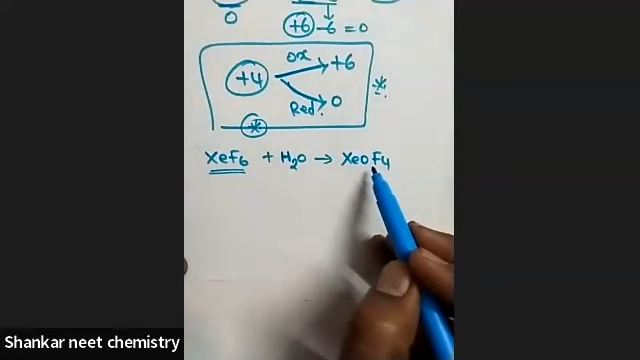 0
+6 -6 = 0
ox +6
+4
Red. 0
XeF6 + H2O → XeOF4
Shankar neet chemistry